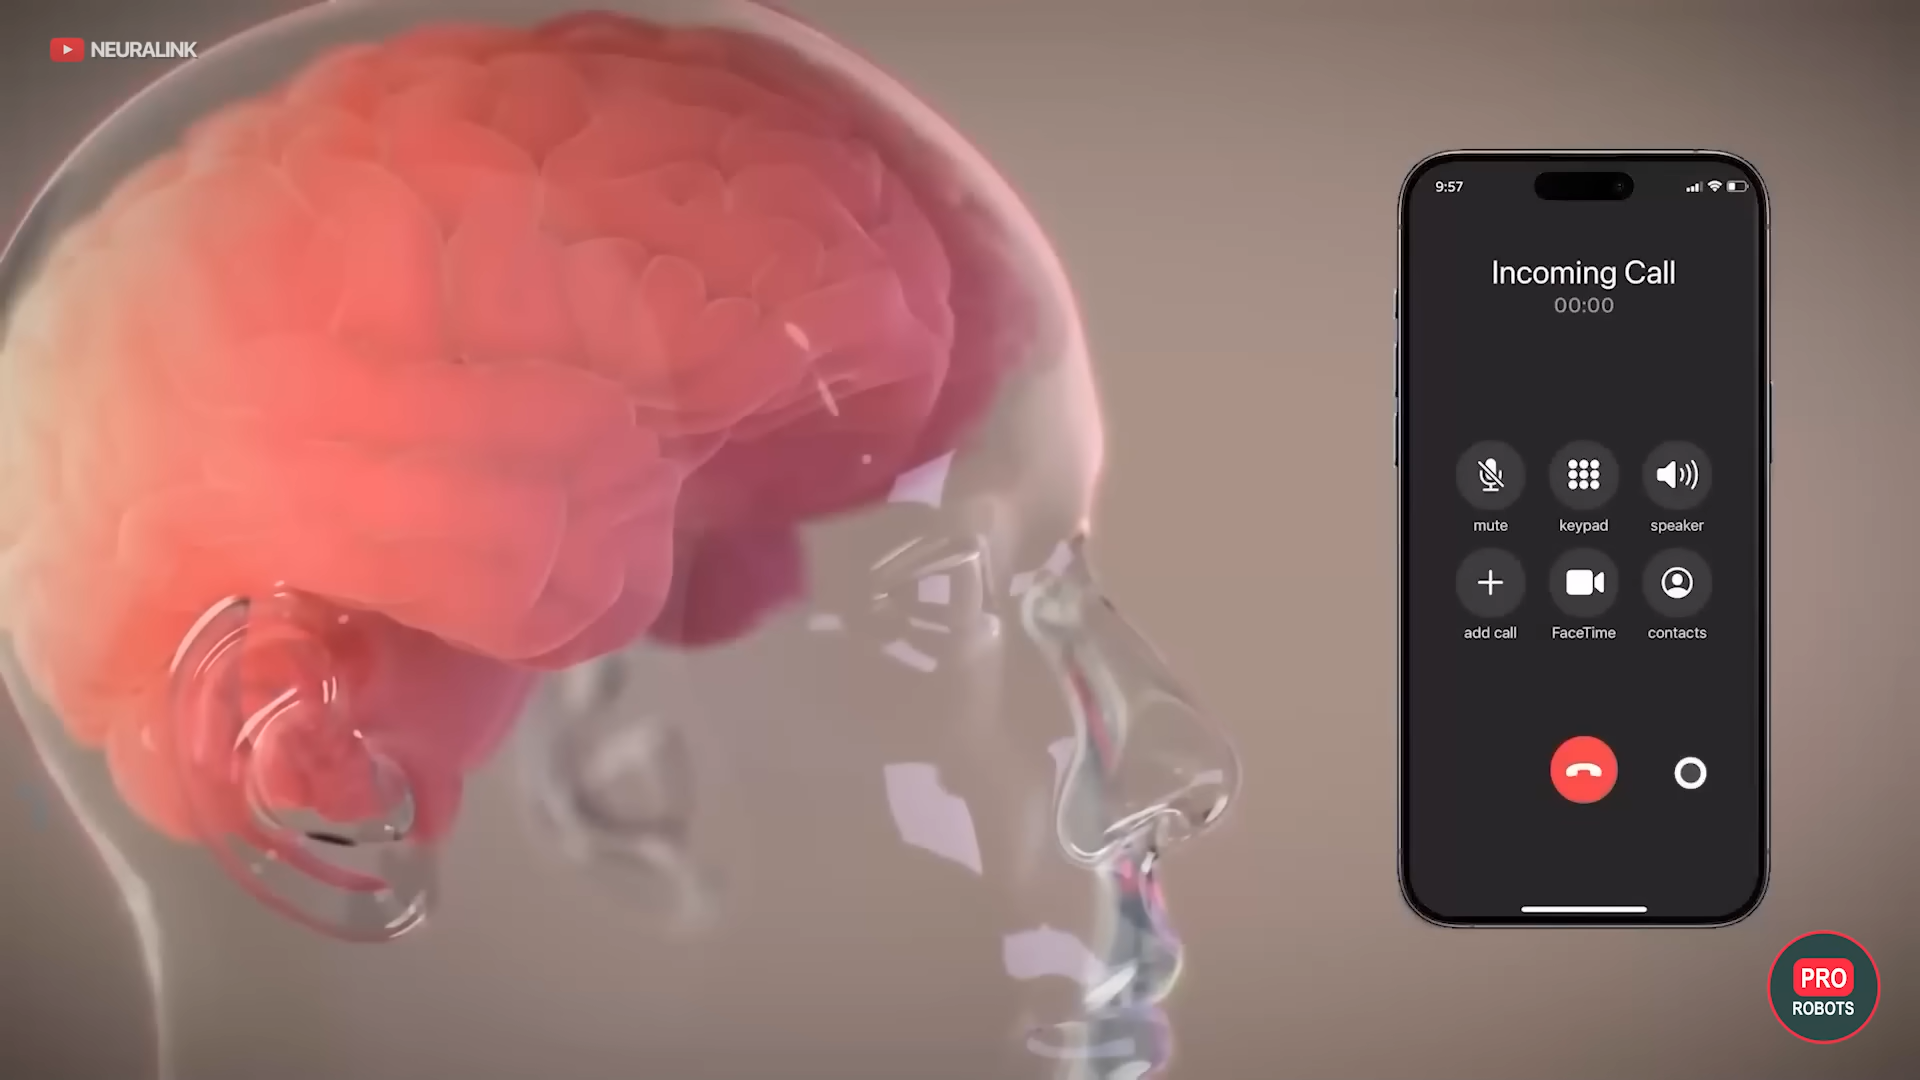 NEURALINK
9:57
Incoming Call
00:00
mute
keypad
speaker
add call
FaceTime
contacts
PRO
ROBOTS